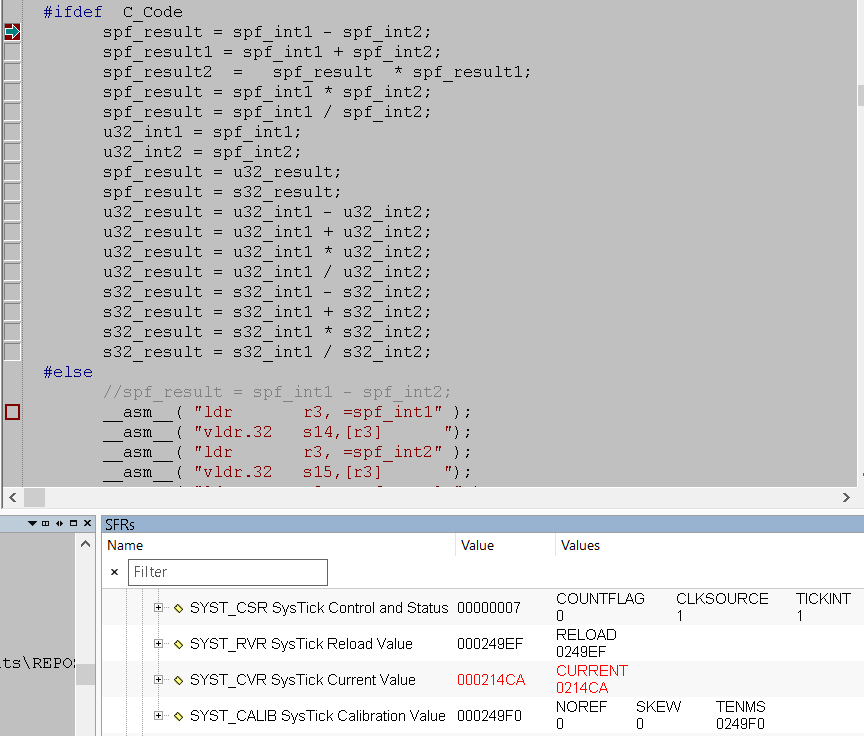 #ifdef  C_Code
spf_result = spf_int1 - spf_int2;
spf_result1 = spf_int1 + spf_int2;
spf_result2  =   spf_result  * spf_result1;
spf_result = spf_int1 * spf_int2;
spf_result = spf_int1 / spf_int2;
u32_int1 = spf_int1;
u32_int2 = spf_int2;
spf_result = u32_result;
spf_result = s32_result;
u32_result = u32_int1 - u32_int2;
u32_result = u32_int1 + u32_int2;
u32_result = u32_int1 * u32_int2;
u32_result = u32_int1 / u32_int2;
s32_result = s32_int1 - s32_int2;
s32_result = s32_int1 + s32_int2;
s32_result = s32_int1 * s32_int2;
s32_result = s32_int1 / s32_int2;
#else
//spf_result = spf_int1 - spf_int2;
__asm__( "ldr       r3, =spf_int1" );
__asm__( "vldr.32   s14,[r3]      ");
__asm__( "ldr       r3, =spf_int2" );
__asm__( "vldr.32   s15,[r3]      ");
SFRs
Name Value Values
Filter
SYST_CSR SysTick Control and Status 00000007 COUNTFLAG CLKSOURCE TICKINT
0 1 1
SYST_RVR SysTick Reload Value 000249EF RELOAD
0249EF
ts\REPOS
SYST_CVR SysTick Current Value 000214CA CURRENT
0214CA
SYST_CALIB SysTick Calibration Value 000249F0 NOREF SKEW TENMS
0 0 0249F0